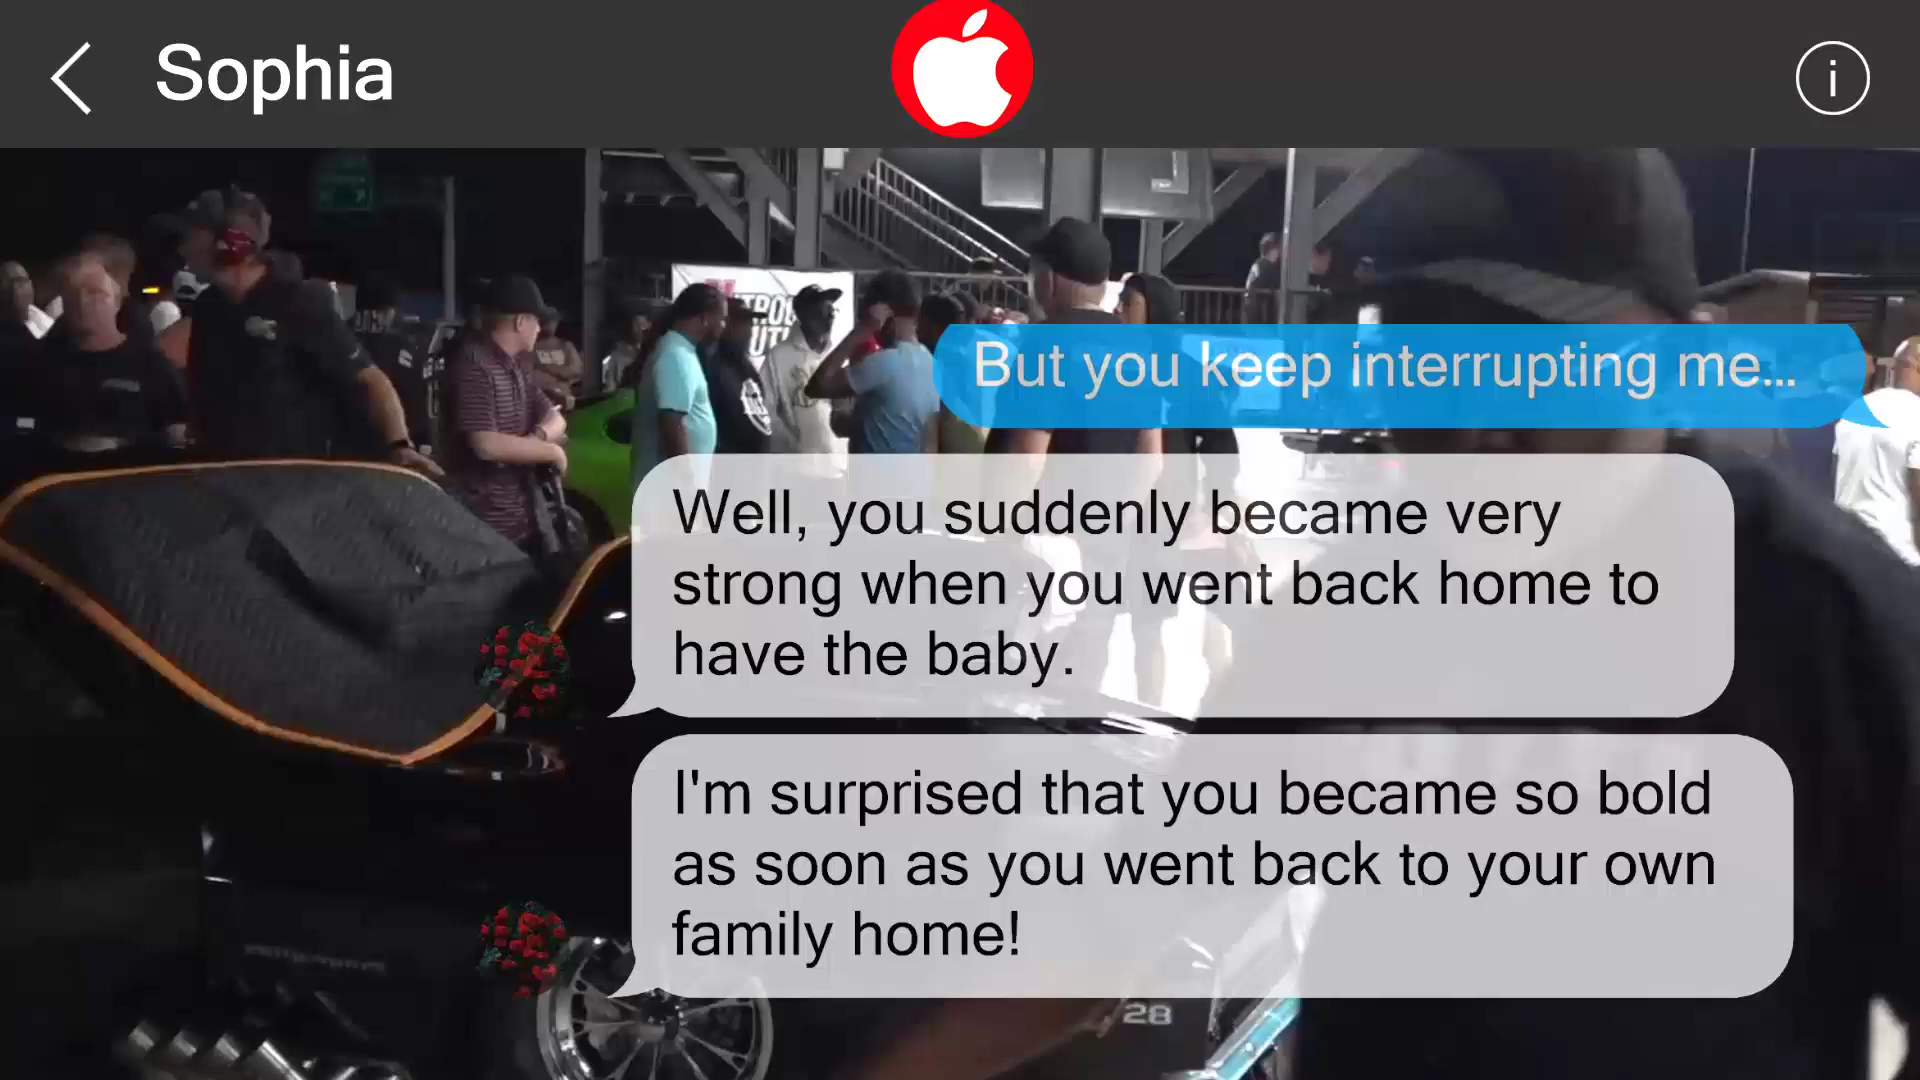 Sophia
i
But you keep interrupting me...
Well, you suddenly became very
strong when you went back home to
have the baby.
I'm surprised that you became so bold
as soon as you went back to your own
family home!
28